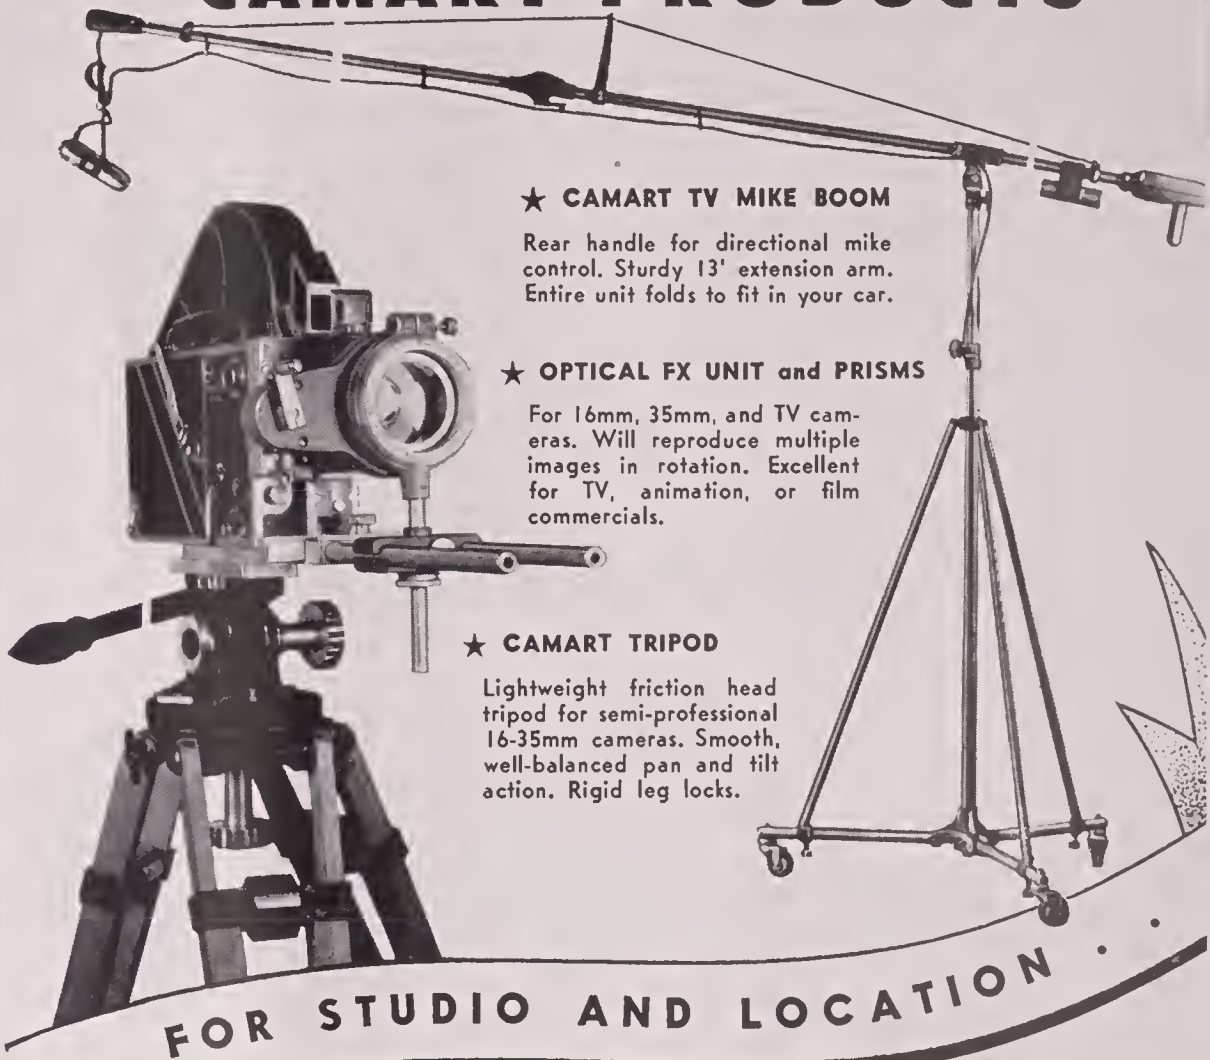 CAMART PRODUCTS
★ CAMART TV MIKE BOOM
Rear handle for directional mike
control. Sturdy 13' extension arm.
Entire unit folds to fit in your car.
★ OPTICAL FX UNIT and PRISMS
For 16mm, 35mm, and TV cam-
eras. Will reproduce multiple
images in rotation. Excellent
for TV, animation, or film
commercials.
★ CAMART TRIPOD
Lightweight friction head
tripod for semi-professional
16-35mm cameras. Smooth,
well-balanced pan and tilt
action. Rigid leg locks.
FOR STUDIO AND LOCATION . .